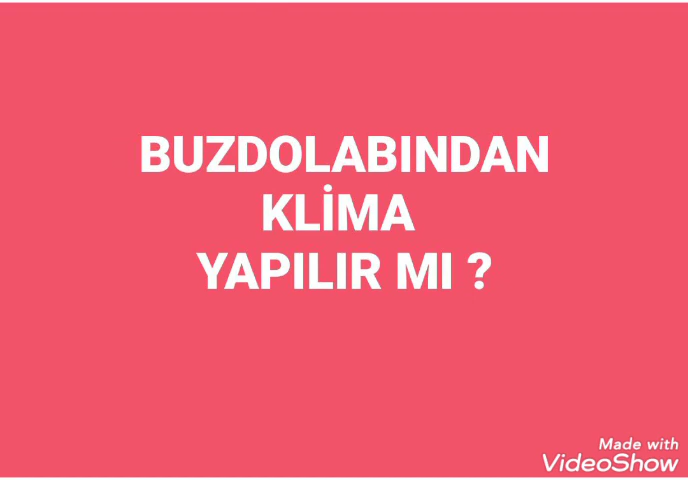 BUZDOLABINDAN
KLİMA
YAPILIR MI ?
Made with
VideoShow